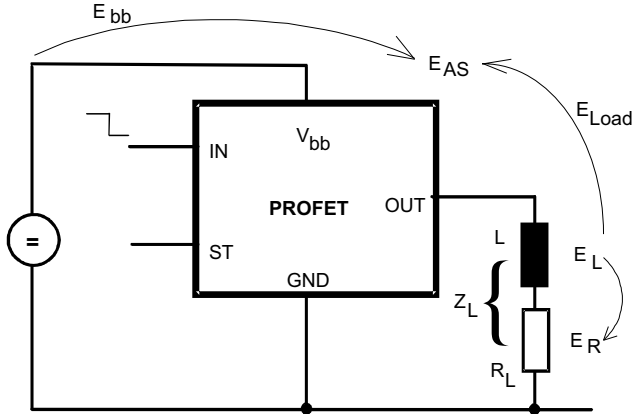 E bb
E AS
E Load
IN
V bb
PROFET
OUT
=
ST
GND
L
E L
Z L
{
R L
E R